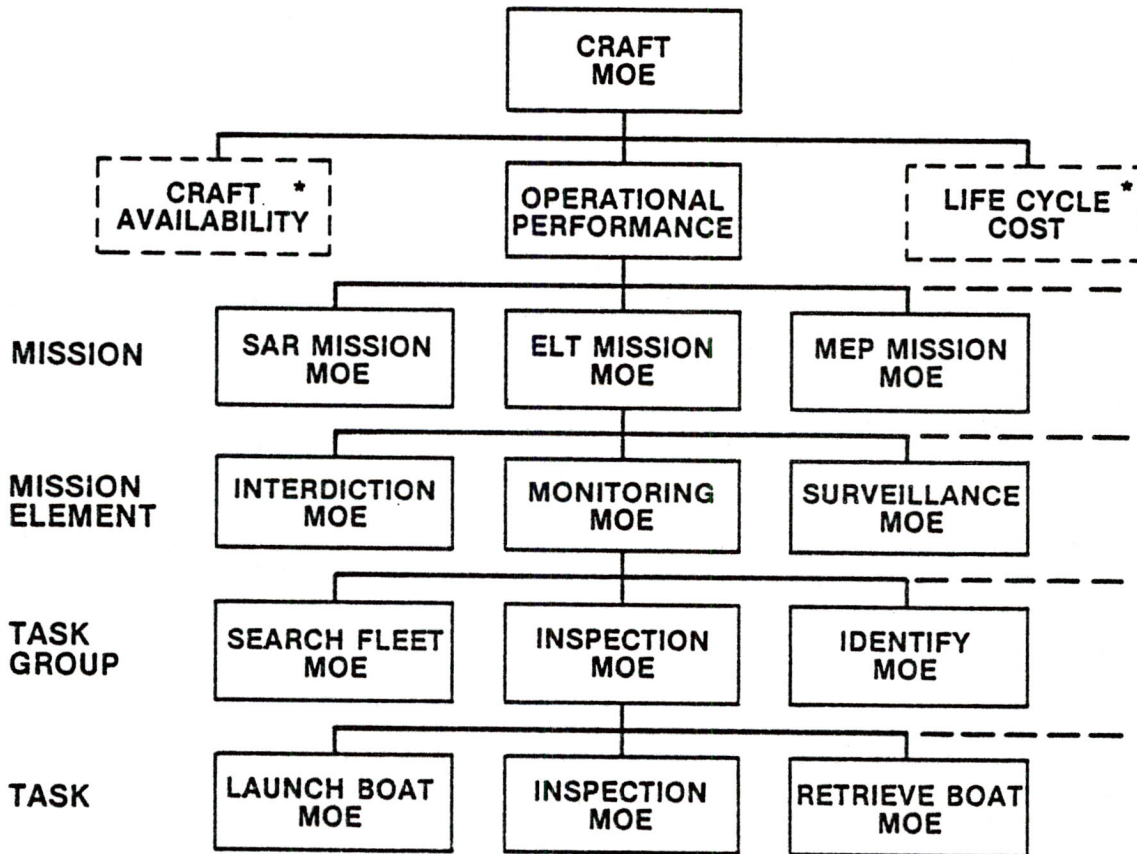 CRAFT
MOE
CRAFT *
AVAILABILITY
OPERATIONAL
PERFORMANCE
LIFE CYCLE *
COST
MISSION
SAR MISSION
MOE
ELT MISSION
MOE
MEP MISSION
MOE
MISSION
ELEMENT
INTERDICTION
MOE
MONITORING
MOE
SURVEILLANCE
MOE
TASK
GROUP
SEARCH FLEET
MOE
INSPECTION
MOE
IDENTIFY
MOE
TASK
LAUNCH BOAT
MOE
INSPECTION
MOE
RETRIEVE BOAT
MOE